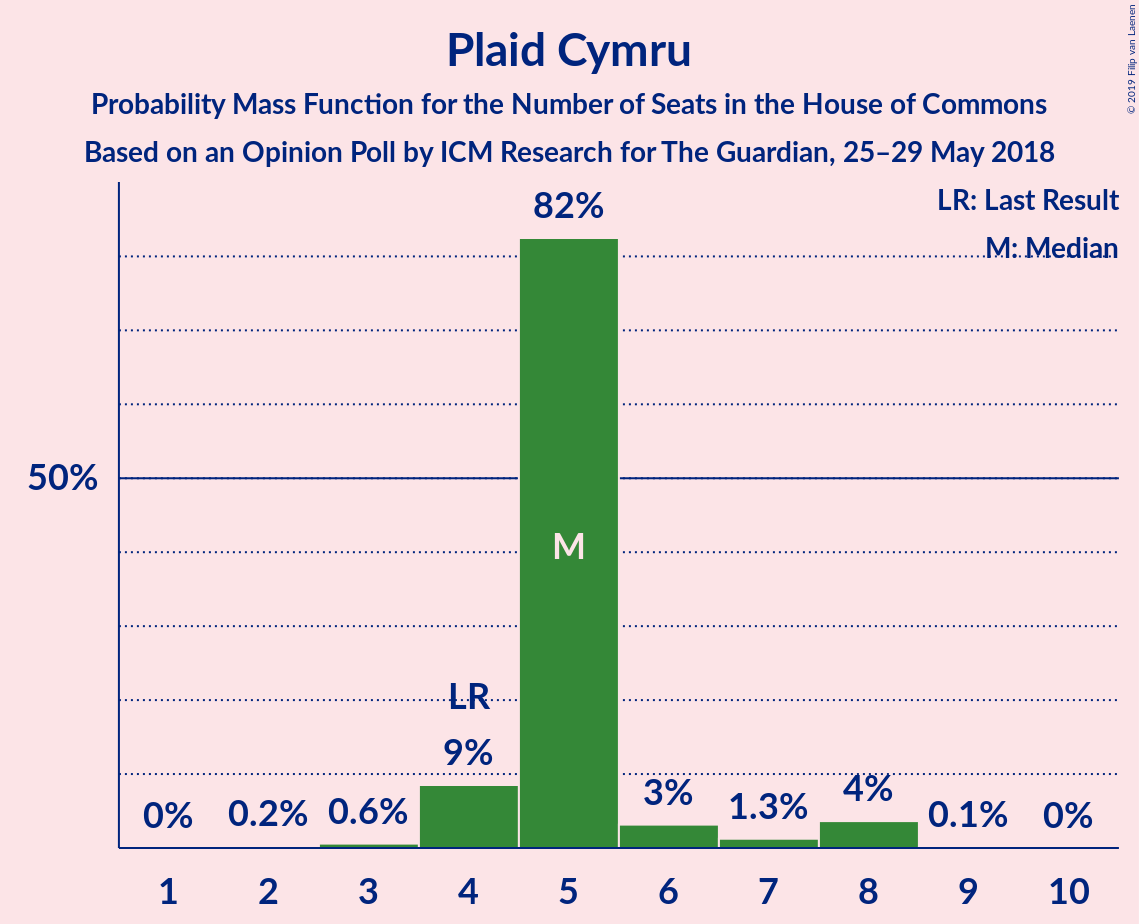 Plaid Cymru
Probability Mass Function for the Number of Seats in the House of Commons
Based on an Opinion Poll by ICM Research for The Guardian, 25–29 May 2018
© 2019 Filip van Laenen
LR: Last Result
M: Median
82%
50%
M
LR
9%
0%
0.2%
0.6%
3%
1.3%
4%
0.1%
0%
1 2 3 4 5 6 7 8 9 10